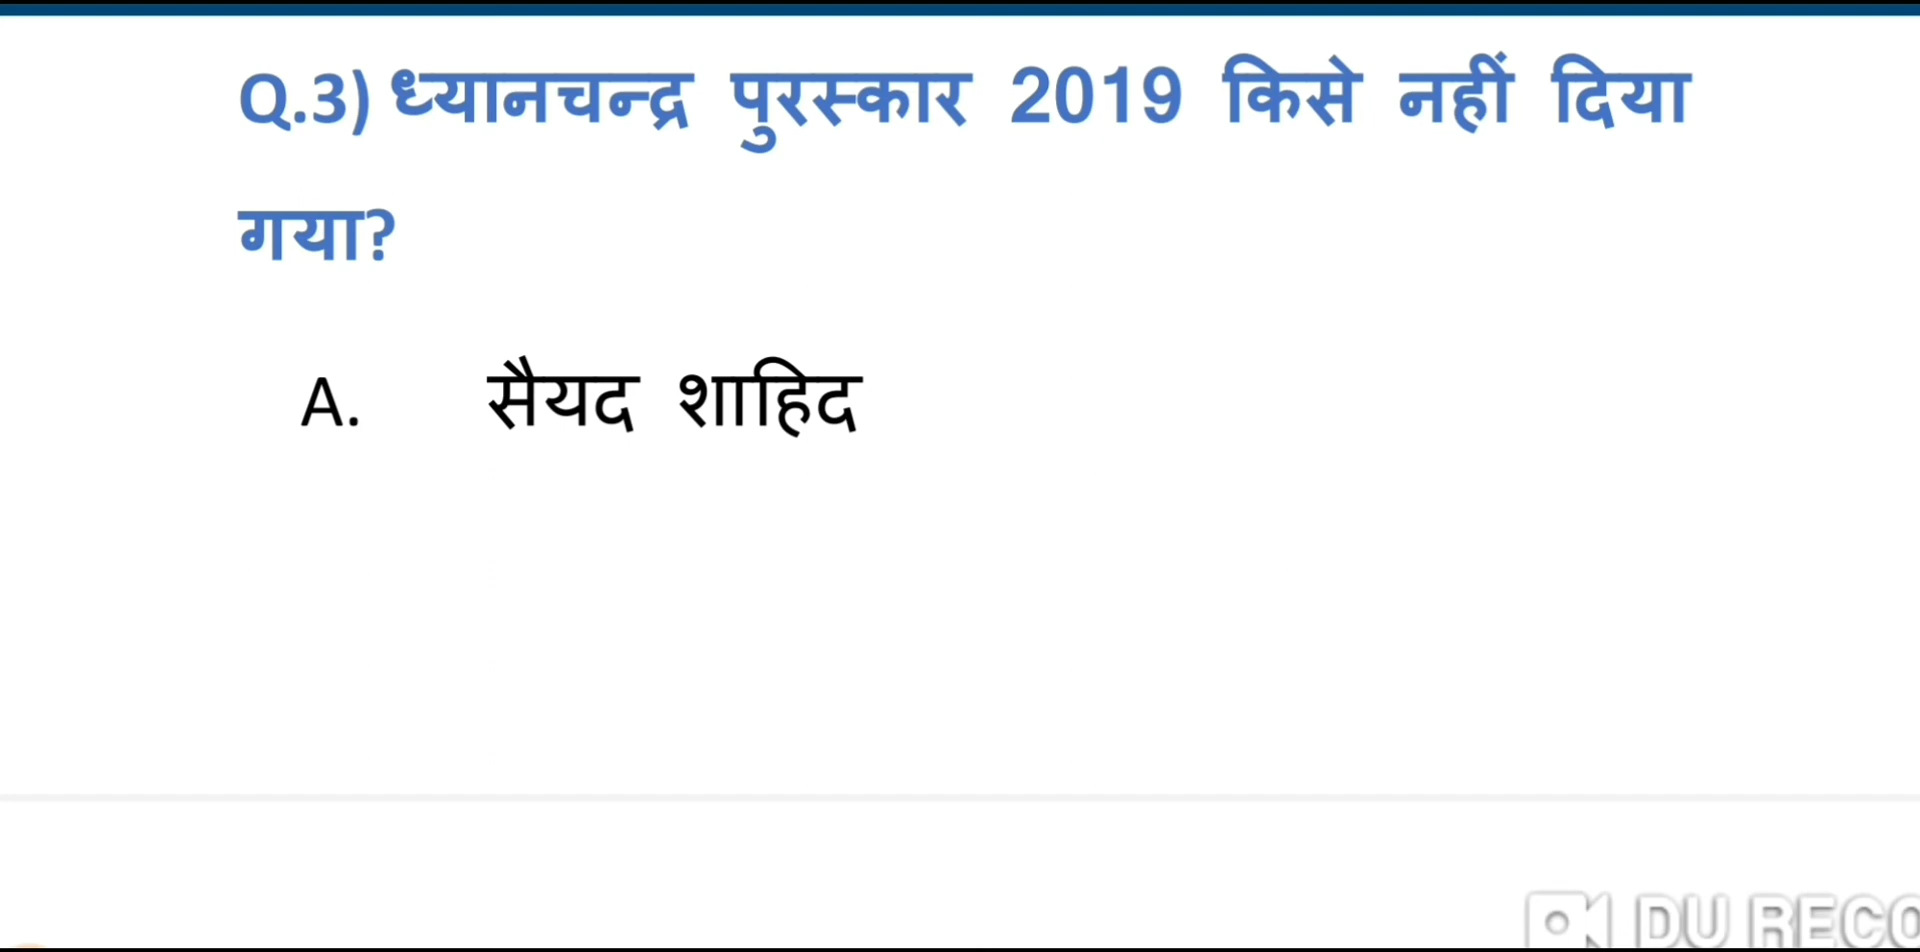 Q.3) ध्यानचन्द्र पुरस्कार 2019 किसे नहीं दिया
गया?
A. सैयद शाहिद
DU RECO